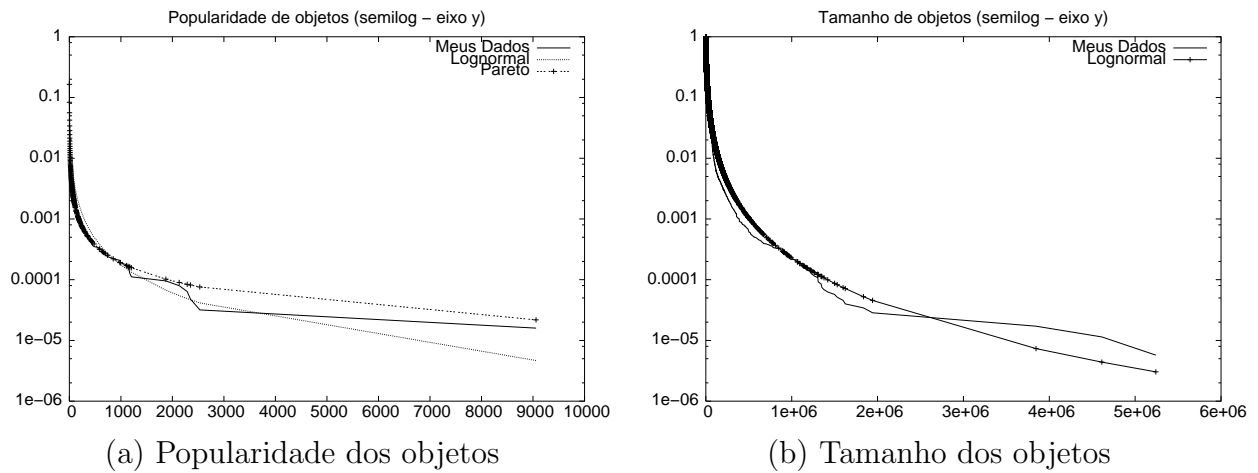 Popularidade de objetos (semilog − eixo y)
1
0.1
0.01
0.001
0.0001
1e−05
1e−06
0 1000 2000 3000 4000 5000 6000 7000 8000 9000 10000
Meus Dados
Lognormal
Pareto
(a) Popularidade dos objetos
Tamanho de objetos (semilog − eixo y)
1
0.1
0.01
0.001
0.0001
1e−05
1e−06
0 1e+06 2e+06 3e+06 4e+06 5e+06 6e+06
Meus Dados
Lognormal
(b) Tamanho dos objetos